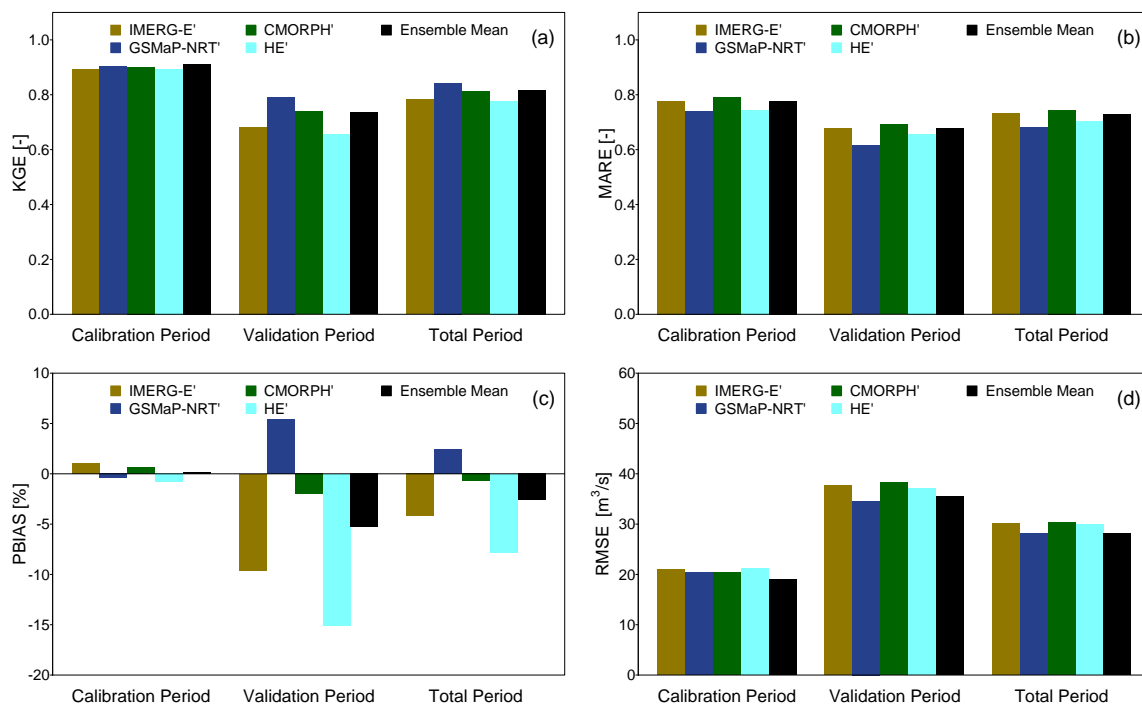 IMERG-E' CMORPH' Ensemble Mean
GSMaP-NRT' HE'
(a)
KGE [-]
1.0
0.8
0.6
0.4
0.2
0.0
Calibration Period Validation Period Total Period
IMERG-E' CMORPH' Ensemble Mean
GSMaP-NRT' HE'
(b)
MARE [-]
1.0
0.8
0.6
0.4
0.2
0.0
Calibration Period Validation Period Total Period
IMERG-E' CMORPH' Ensemble Mean
GSMaP-NRT' HE'
(c)
PBIAS [%]
10
5
0
-5
-10
-15
-20
Calibration Period Validation Period Total Period
IMERG-E' CMORPH' Ensemble Mean
GSMaP-NRT' HE'
(d)
RMSE [m³/s]
60
50
40
30
20
10
0
Calibration Period Validation Period Total Period